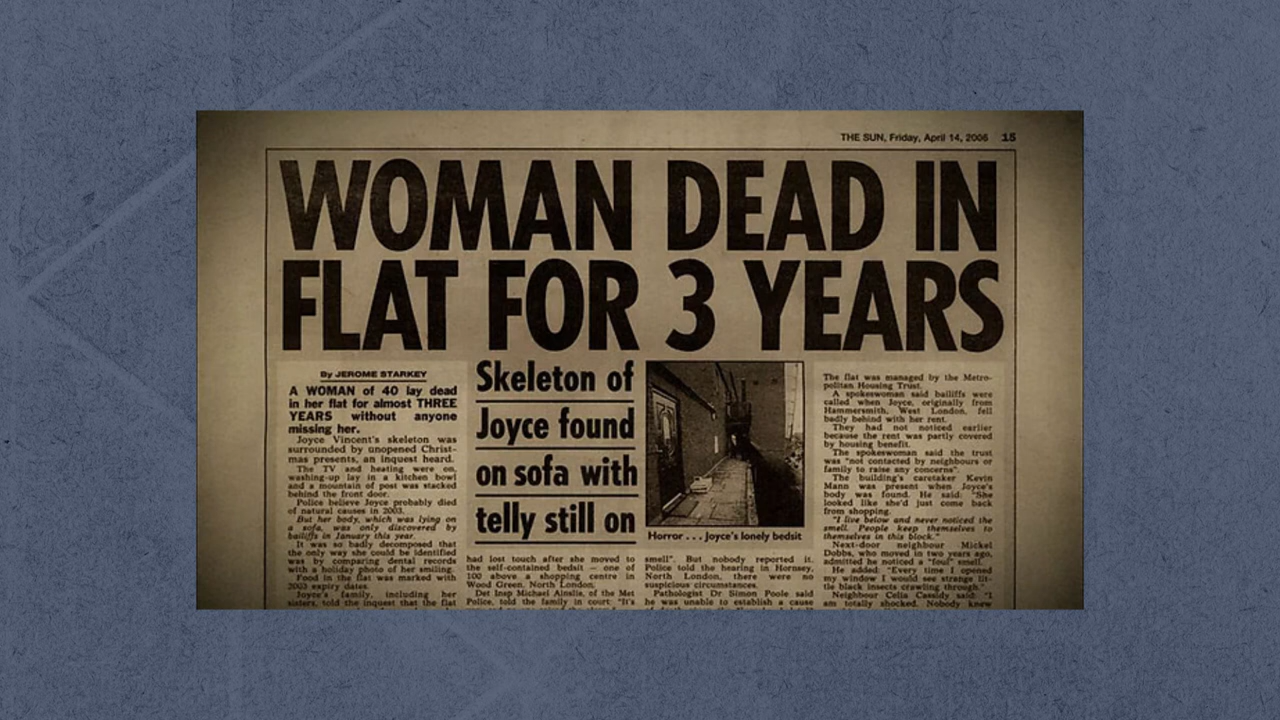 THE SUN, Friday, April 14, 2006 15
WOMAN DEAD IN
FLAT FOR 3 YEARS
By JEROME STARKEY
A WOMAN of 40 lay dead
in her flat for almost THREE
YEARS without anyone
missing her.
Joyce Vincent's skeleton was
surrounded by unopened Christ-
mas presents, an inquest heard.
The TV and heating were on,
washing-up lay in a kitchen bowl
and a mountain of post was stacked
behind the front door.
Police believe Joyce probably died
of natural causes in 2003.
But her body, which was lying on
a sofa, was only discovered by
bailiffs in January this year.
It was so badly decomposed that
the only way she could be identified
was by comparing dental records
with a holiday photo of her smiling.
Food in the flat was marked with
2003 expiry dates.
Joyce's family, including her
sisters, told the inquest that the flat
Skeleton of
Joyce found
on sofa with
telly still on
had lost touch after she moved to
the self-contained bedsit — one of
100 above a shopping centre in
Wood Green, North London.
Det Insp Michael Ainslie, of the Met
Police, told the family in court: "It's
Horror . . . Joyce's lonely bedsit
smell". But nobody reported it.
Police told the hearing in Hornsey,
North London, there were no
suspicious circumstances.
Pathologist Dr Simon Poole said
he was unable to establish a cause
The flat was managed by the Metro-
politan Housing Trust.
A spokeswoman said bailiffs were
called when Joyce, originally from
Hammersmith, West London, fell
badly behind with her rent.
They had not noticed earlier
because the rent was partly covered
by housing benefit.
The spokeswoman said the trust
was "not contacted by neighbours or
family to raise any concerns".
The building's caretaker Kevin
Mann was present when Joyce's
body was found. He said: "She
looked like she'd just come back
from shopping.
"I live below and never noticed the
smell. People keep themselves to
themselves in this block."
Next-door neighbour Mickel
Dobbs, who moved in two years ago,
admitted he noticed a "foul" smell.
He added: "Every time I opened
my window I would see strange lit-
tle black insects crawling through."
Neighbour Celia Cassidy said: "I
am totally shocked. Nobody knew